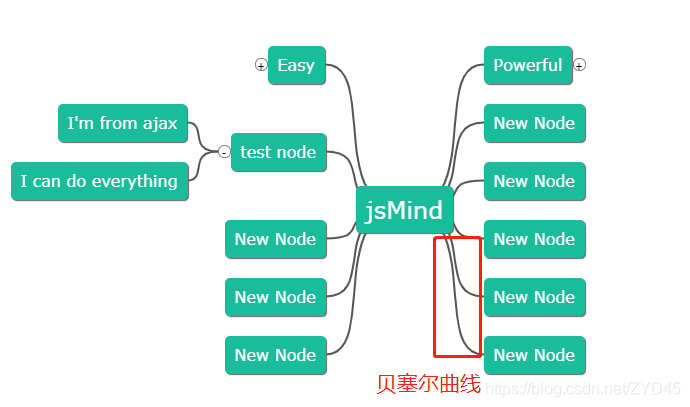 Easy
Powerful
I'm from ajax
New Node
test node
I can do everything
New Node
jsMind
New Node
New Node
New Node
New Node
New Node
New Node
贝塞尔曲线
https://blog.csdn.net/ZYD45